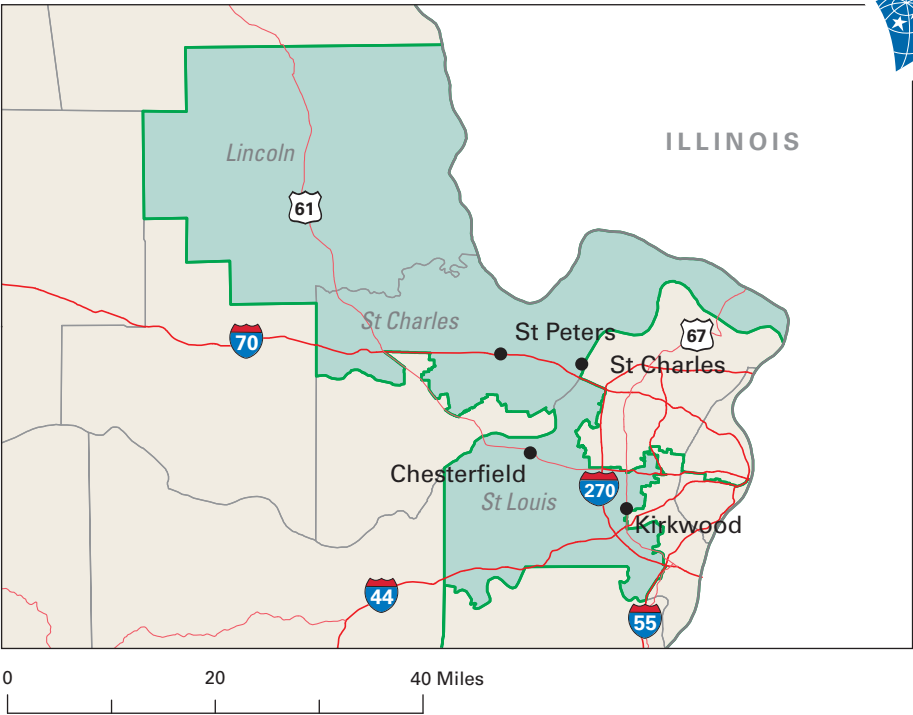 ILLINOIS
Lincoln
61
St Charles
St Peters
67
70
St Charles
Chesterfield
270
St Louis
Kirkwood
44
55
0 20 40 Miles